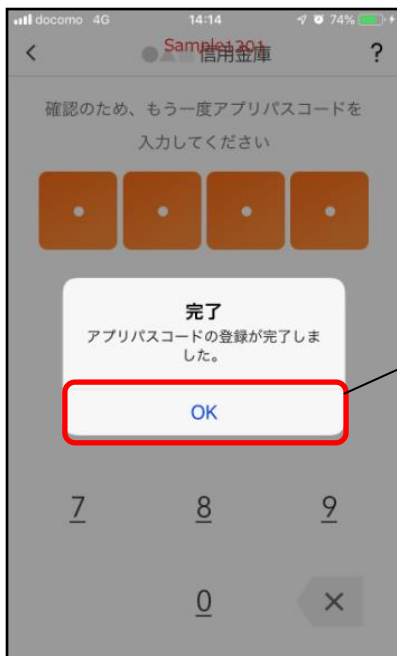 docomo 4G 14:14 74%
Sample1201
信用金庫 ?
確認のため、もう一度アプリパスコードを
入力してください
完了
アプリパスコードの登録が完了しま
した。
OK
7 8 9
0